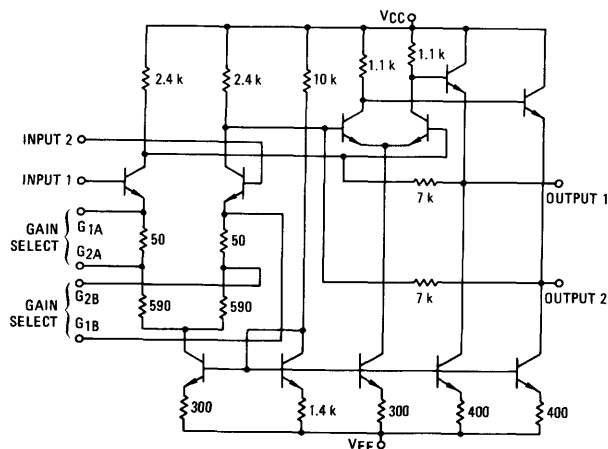 VCC
2.4 k
2.4 k
10 k
1.1 k
1.1 k
INPUT 2
INPUT 1
GAIN SELECT
G1A
G2A
GAIN SELECT
G2B
G1B
50
50
590
590
7 k
OUTPUT 1
7 k
OUTPUT 2
300
1.4 k
300
400
400
VEE